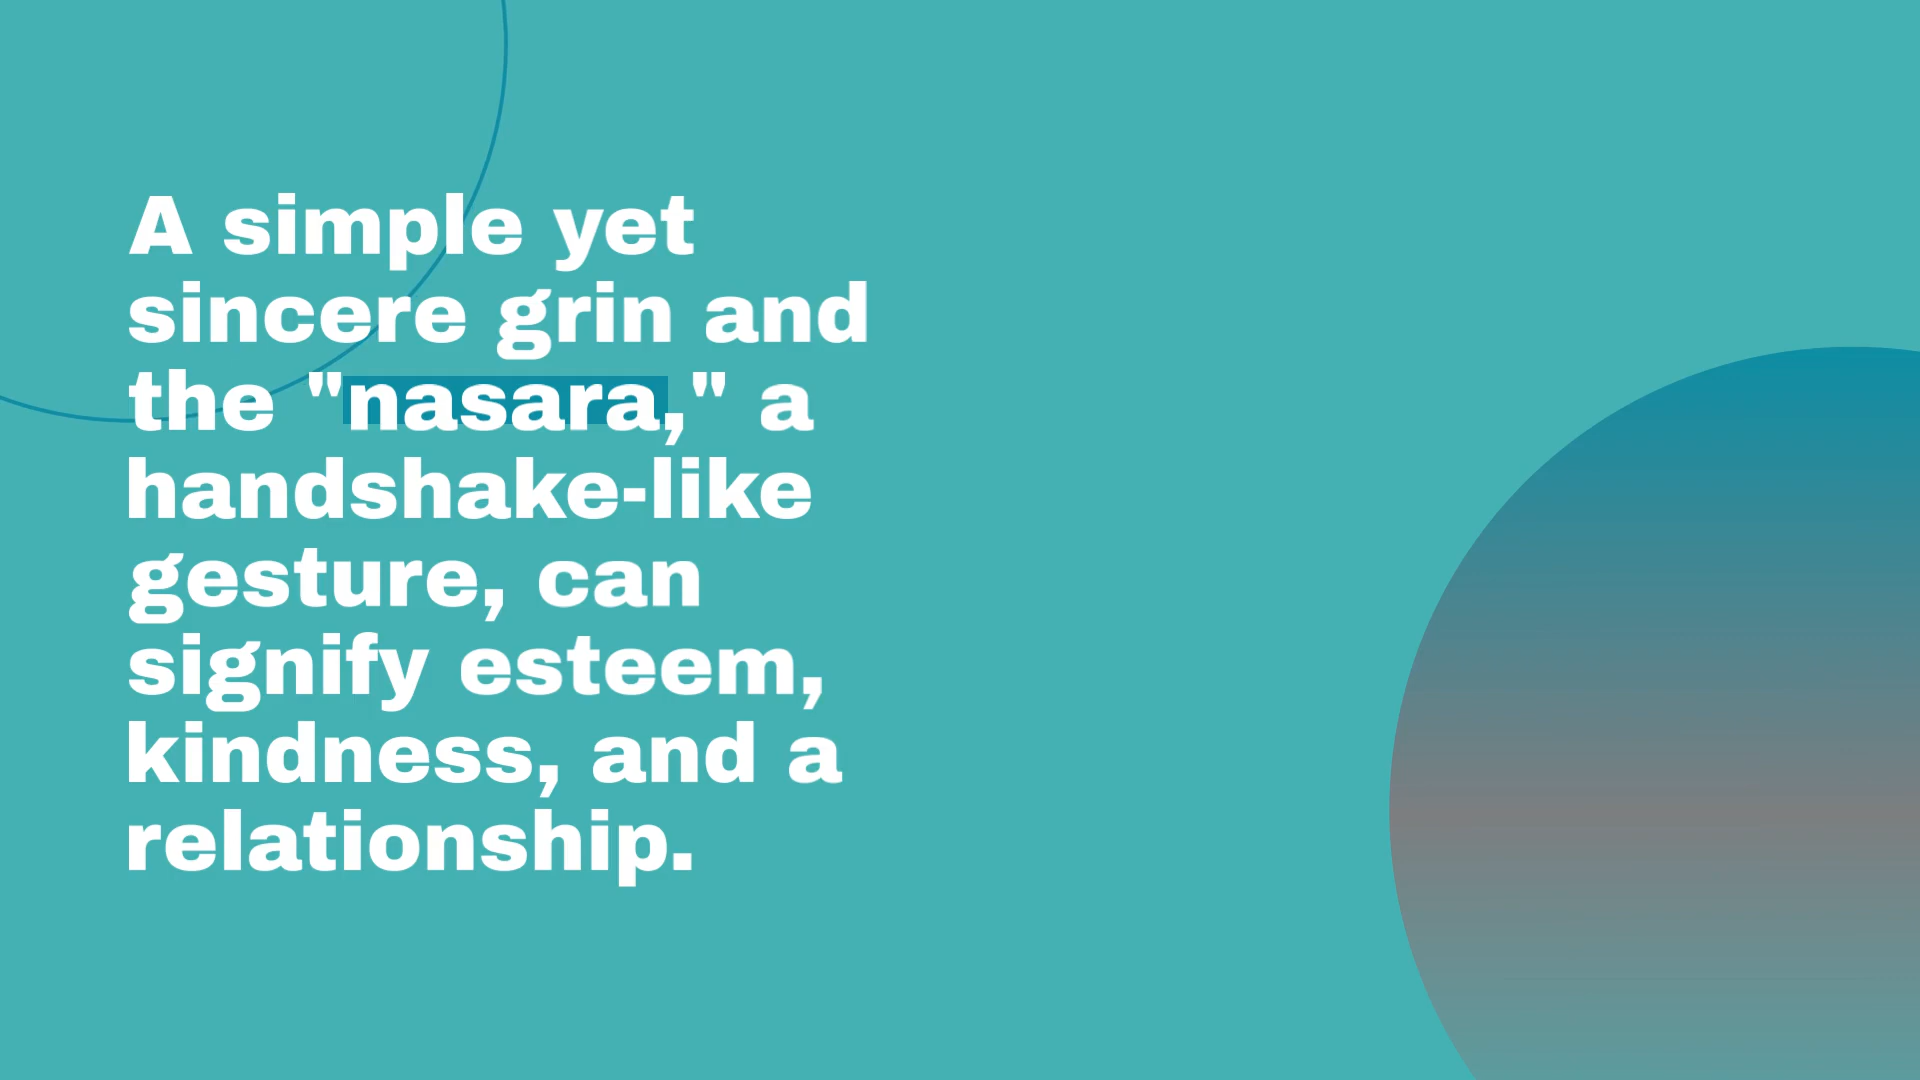 A simple yet
sincere grin and
the "nasara," a
handshake-like
gesture, can
signify esteem,
kindness, and a
relationship.